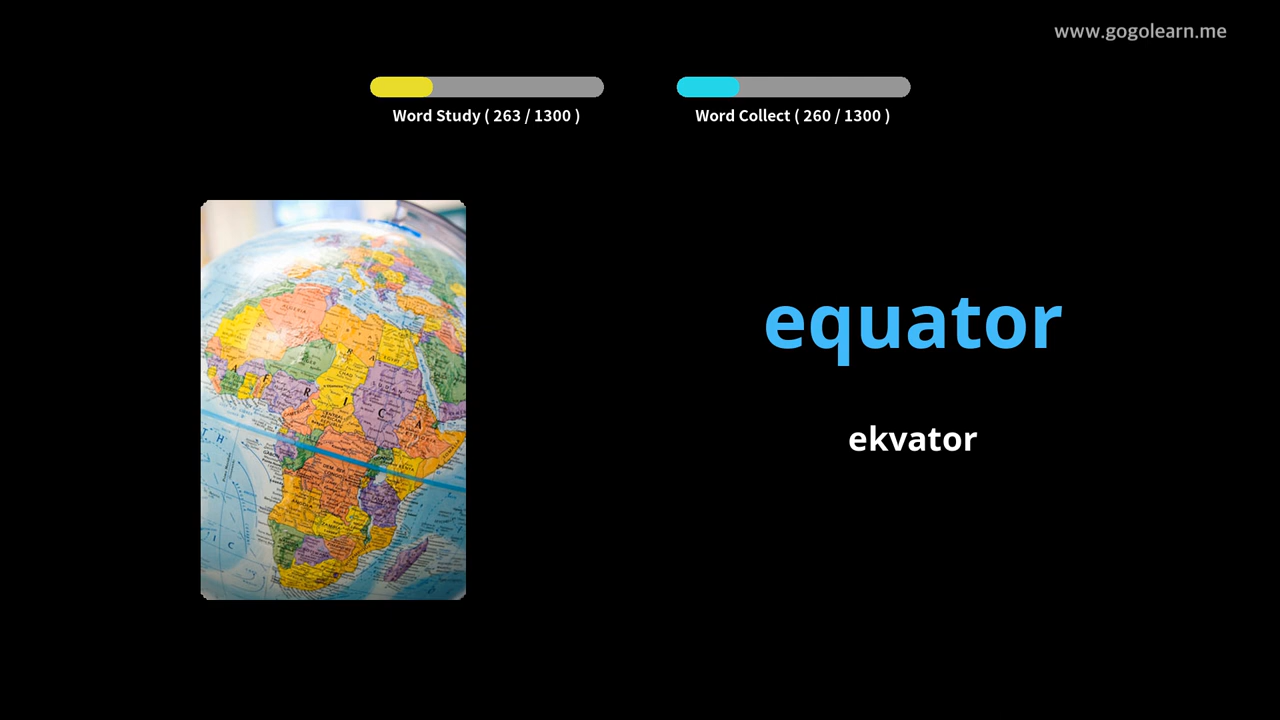 www.gogolearn.me
Word Study ( 263 / 1300 )
Word Collect ( 260 / 1300 )
equator
ekvator
A F R I C A